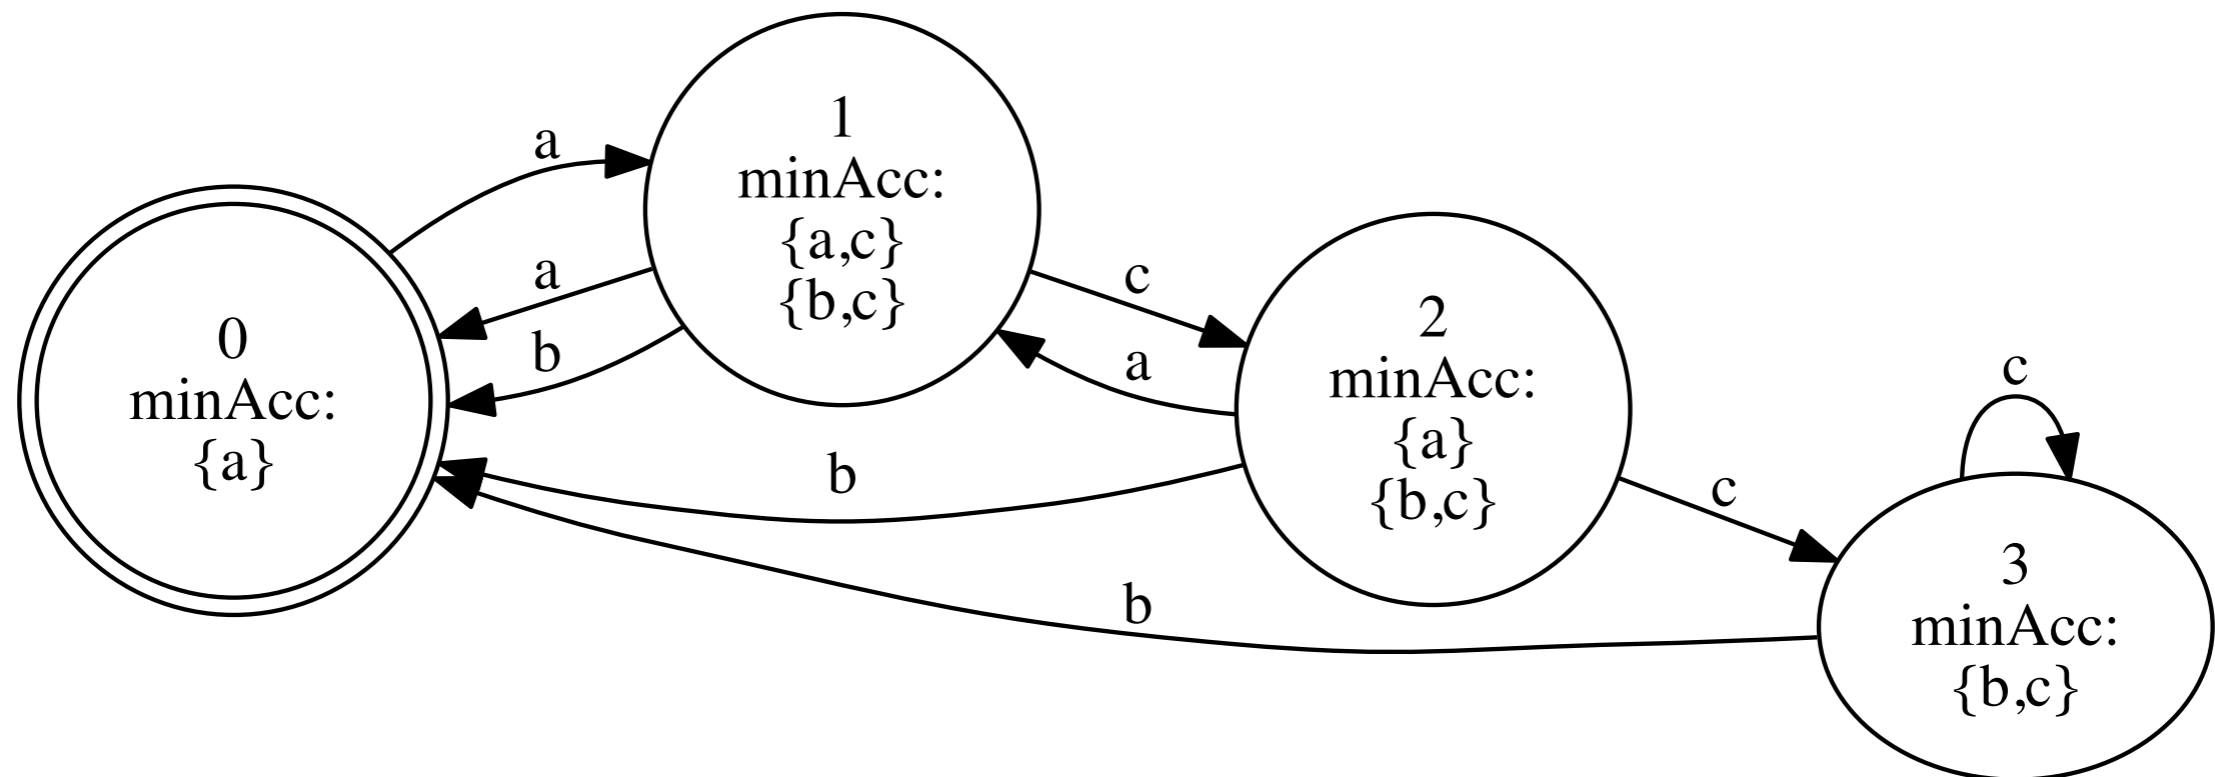 0
minAcc:
{a}
a
a
b
1
minAcc:
{a,c}
{b,c}
c
a
b
b
2
minAcc:
{a}
{b,c}
c
c
3
minAcc:
{b,c}